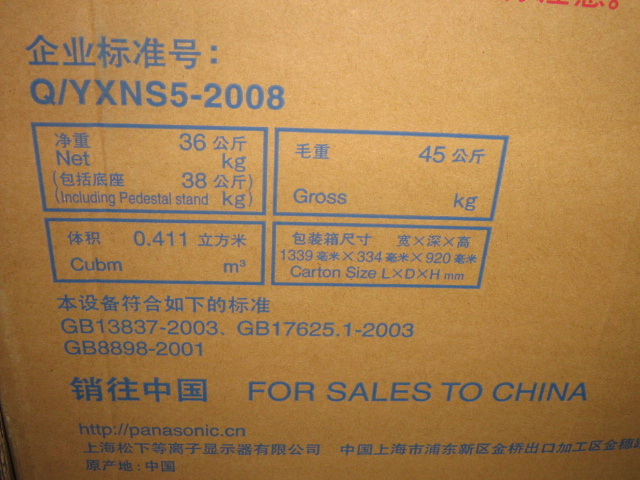 注意。
企业标准号：
Q/YXNS5-2008
净重 36 公斤
Net kg
(包括底座 38 公斤)
(Including Pedestal stand kg)
毛重 45 公斤
Gross kg
体积 0.411 立方米
Cubm m³
包装箱尺寸 宽×深×高
1339 毫米×334 毫米×920 毫米
Carton Size L×D×H mm
本设备符合如下的标准
GB13837-2003、GB17625.1-2003
GB8898-2001
销往中国 FOR SALES TO CHINA
http://panasonic.cn
上海松下等离子显示器有限公司 中国上海市浦东新区金桥出口加工区金穗
原产地：中国